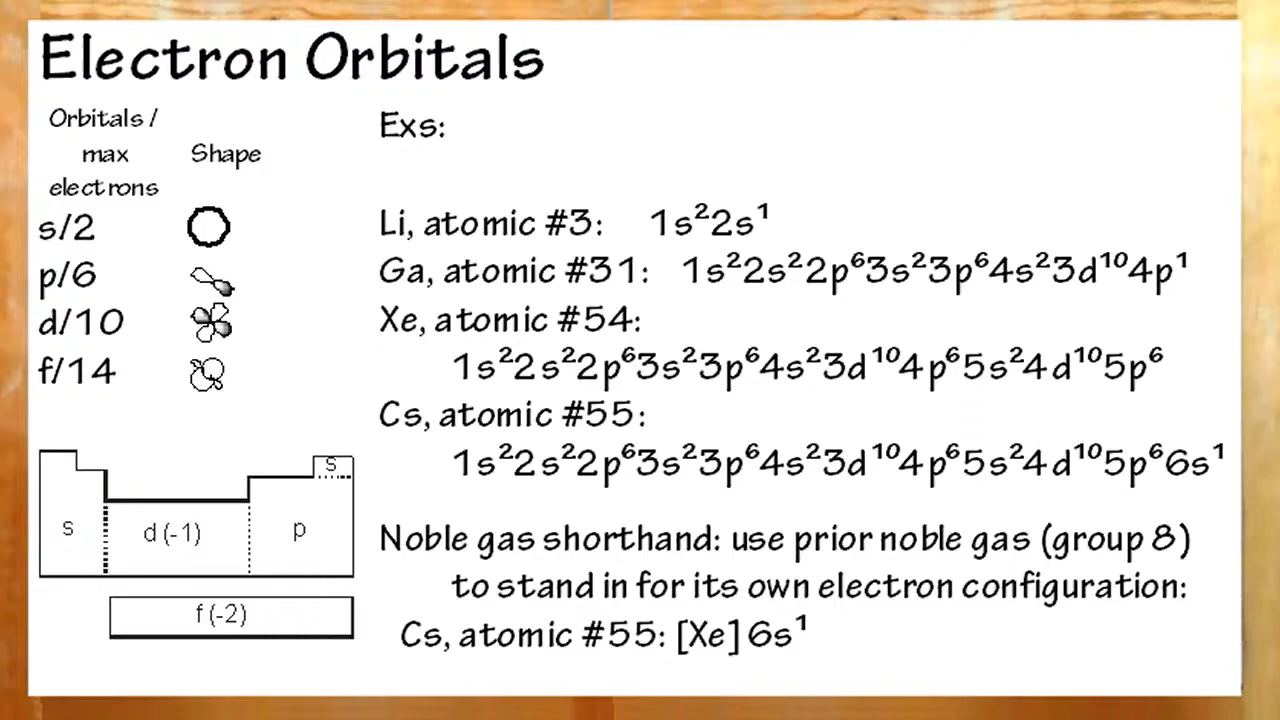 Electron Orbitals
Orbitals /
max
electrons
Shape
s/2
p/6
d/10
f/14
s
d (-1)
p
s
f (-2)
Exs:
Li, atomic #3: 1s²2s¹
Ga, atomic #31: 1s²2s²2p⁶3s²3p⁶4s²3d¹⁰4p¹
Xe, atomic #54:
1s²2s²2p⁶3s²3p⁶4s²3d¹⁰4p⁶5s²4d¹⁰5p⁶
Cs, atomic #55:
1s²2s²2p⁶3s²3p⁶4s²3d¹⁰4p⁶5s²4d¹⁰5p⁶6s¹
Noble gas shorthand: use prior noble gas (group 8)
to stand in for its own electron configuration:
Cs, atomic #55: [Xe] 6s¹